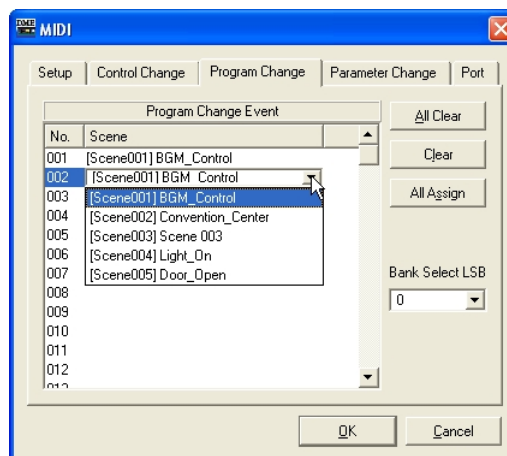 DME
MIDI
Setup Control Change Program Change Parameter Change Port
Program Change Event
No. Scene
001 [Scene001] BGM_Control
002 [Scene001] BGM_Control
003 [Scene001] BGM_Control
004 [Scene002] Convention_Center
005 [Scene003] Scene 003
006 [Scene004] Light_On
007 [Scene005] Door_Open
008
009
010
011
012
All Clear
Clear
All Assign
Bank Select LSB
0
OK Cancel